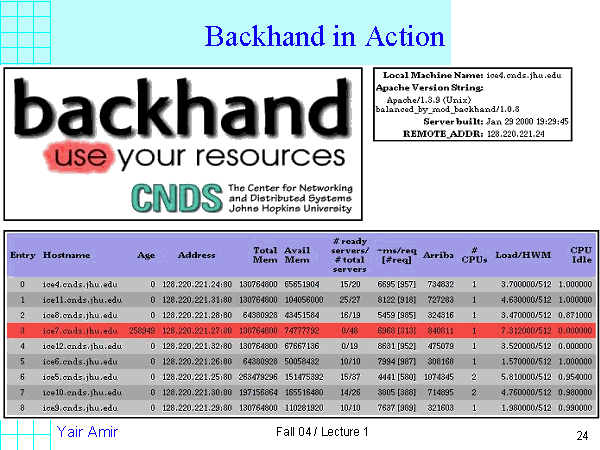 Backhand in Action
backhand
use your resources
CNDS The Center for Networking
and Distributed Systems
Johns Hopkins University
Local Machine Name: ice4.cnds.jhu.edu
Apache Version String:
Apache/1.3.9 (Unix)
balanced_by_mod_backhand/1.0.8
Server built: Jan 29 2000 19:29:45
REMOTE_ADDR: 128.220.221.24
Entry Hostname Age Address Total Mem Avail Mem # ready servers/ # total servers ~ms/req [#req] Arriba # CPUs Load/HWM CPU Idle
0 ice4.cnds.jhu.edu 0 128.220.221.24:80 130764800 65651904 15/20 6695 [957] 734832 1 3.700000/512 1.000000
1 ice11.cnds.jhu.edu 0 128.220.221.31:80 130764800 104056000 25/27 8122 [918] 727283 1 4.630000/512 1.000000
2 ice8.cnds.jhu.edu 0 128.220.221.28:80 64380928 43451584 16/19 5459 [985] 324316 1 3.470000/512 0.871000
3 ice7.cnds.jhu.edu 258949 128.220.221.27:80 130764800 74777792 0/48 6968 [313] 840811 1 7.312000/512 0.000000
4 ice12.cnds.jhu.edu 0 128.220.221.32:80 130764800 67667136 0/19 8631 [952] 475079 1 3.520000/512 0.000000
5 ice6.cnds.jhu.edu 0 128.220.221.26:80 64380928 50058432 10/10 7994 [987] 308168 1 1.570000/512 1.000000
6 ice5.cnds.jhu.edu 0 128.220.221.25:80 263479296 151475392 15/37 4441 [580] 1074345 2 5.810000/512 0.954000
7 ice10.cnds.jhu.edu 0 128.220.221.30:80 197156864 165516480 14/26 3805 [388] 714895 2 4.760000/512 0.980000
8 ice9.cnds.jhu.edu 0 128.220.221.29:80 130764800 110281920 10/10 7637 [989] 321603 1 1.980000/512 0.990000
Yair Amir Fall 04 / Lecture 1 24